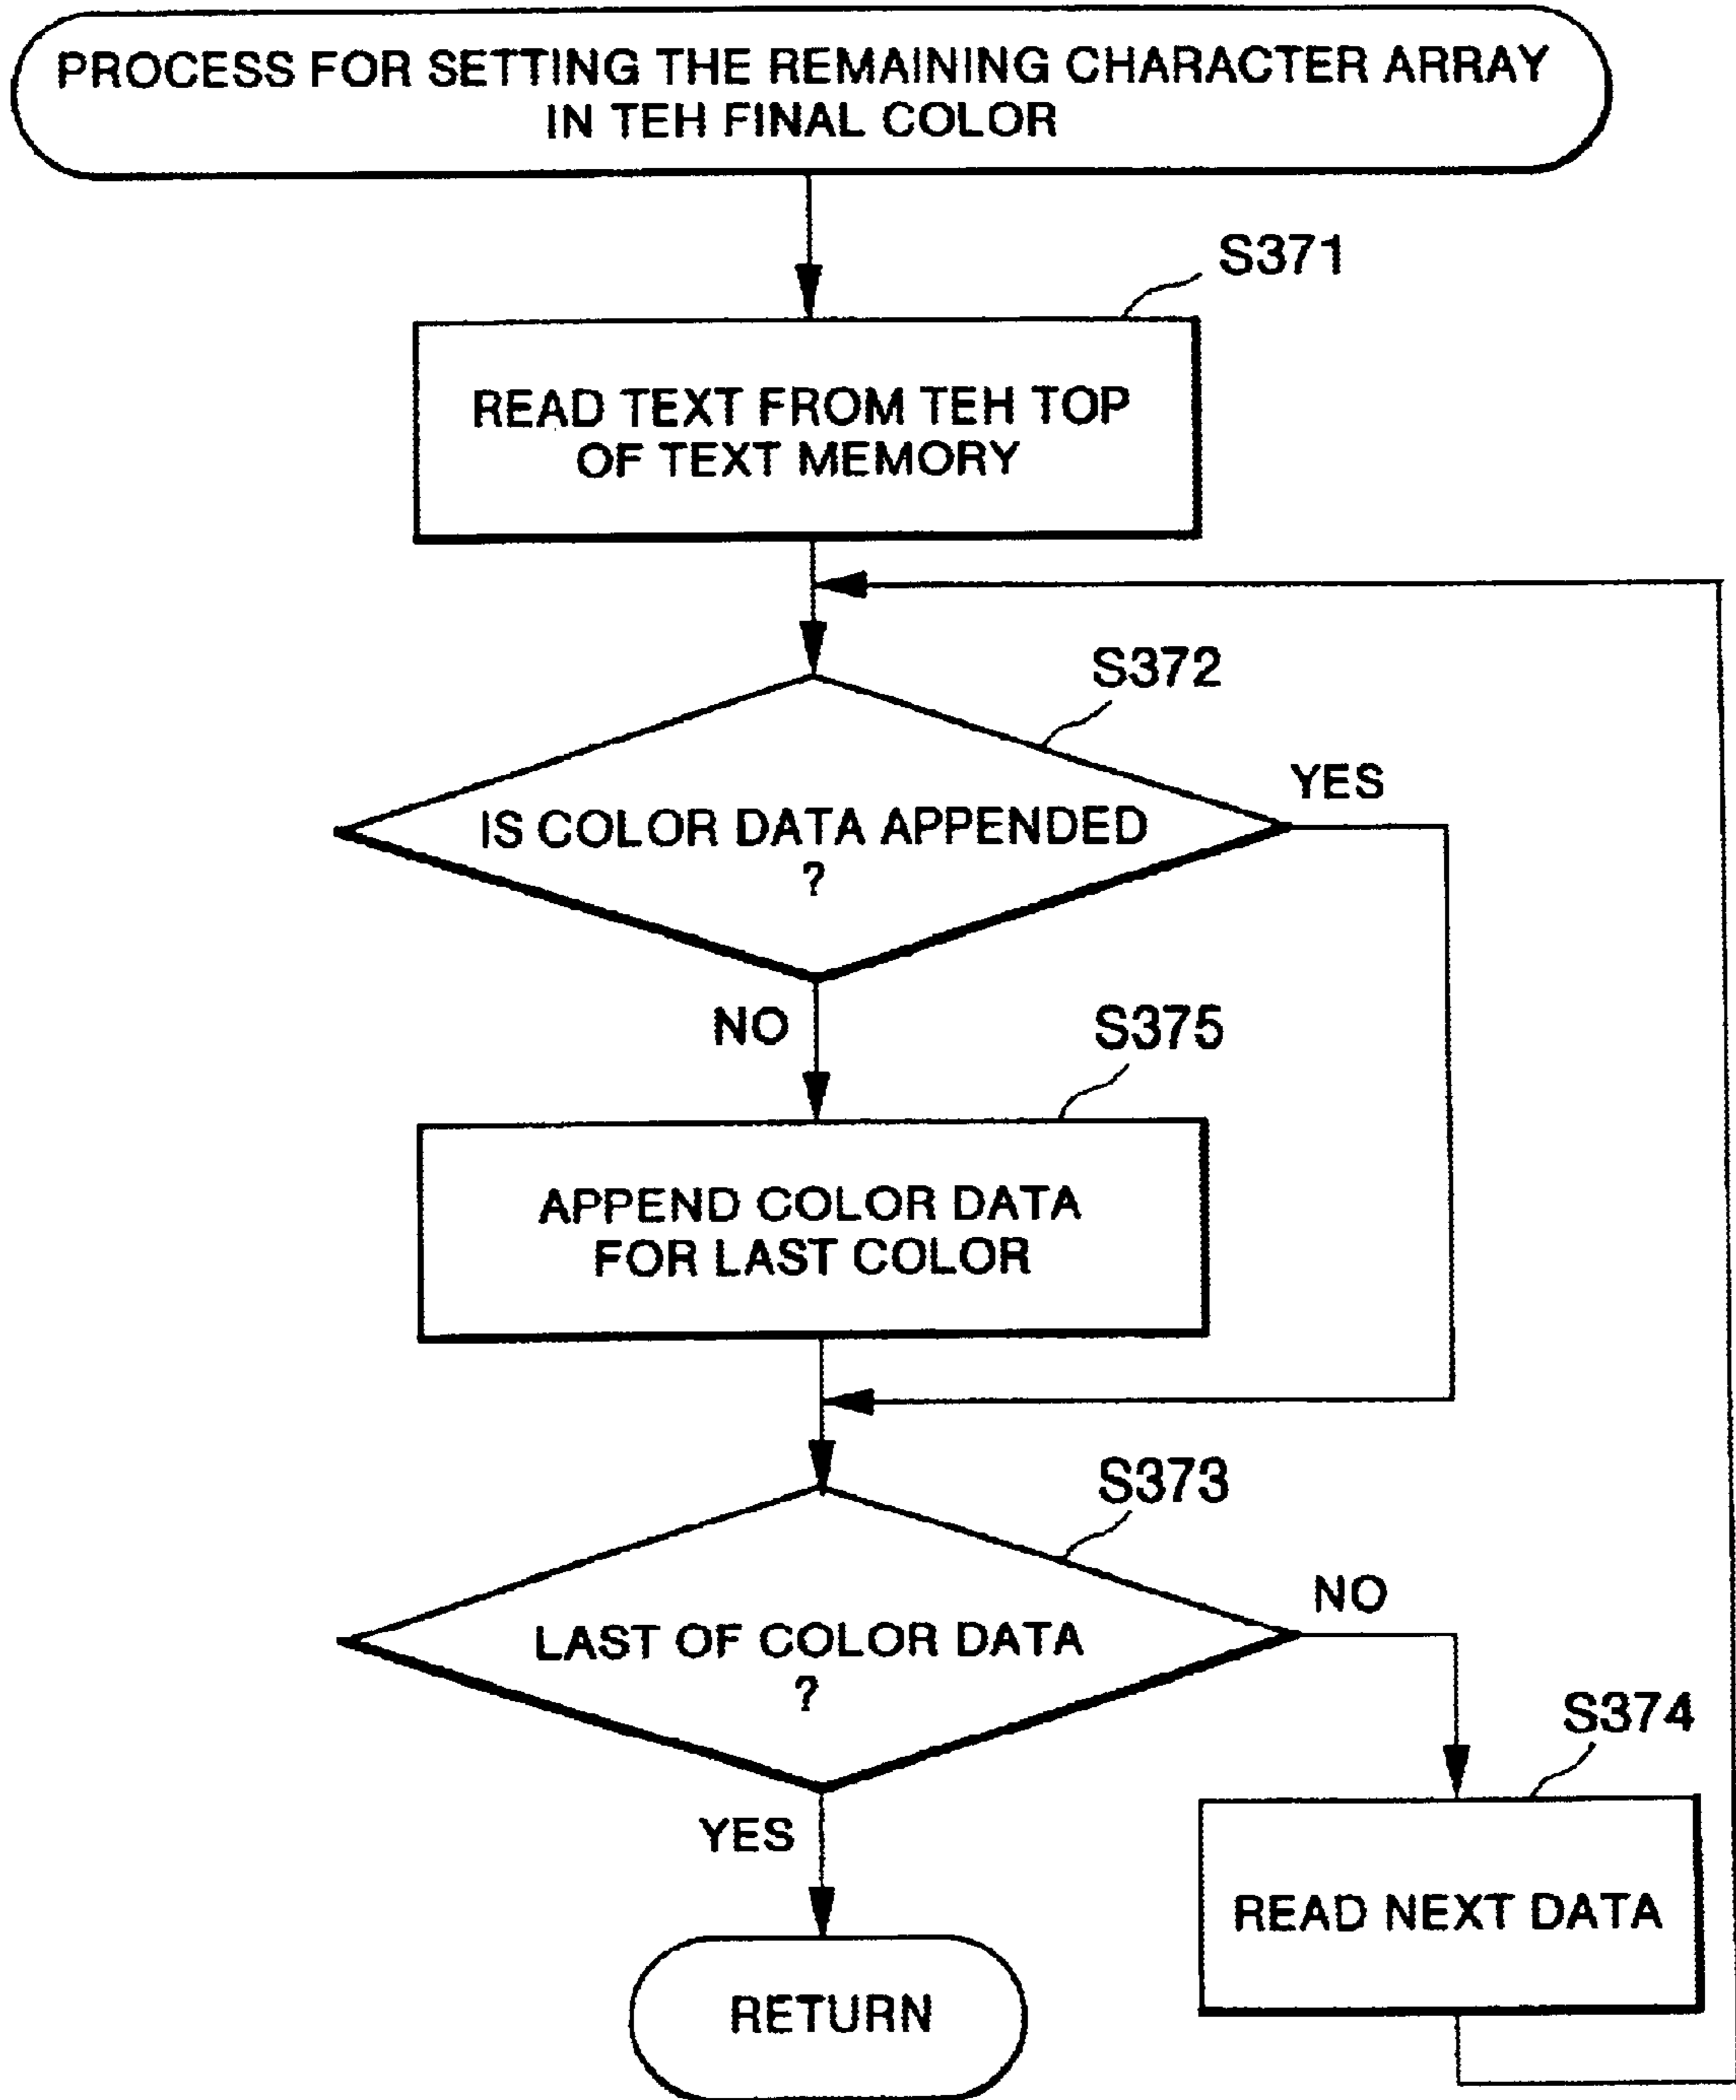 PROCESS FOR SETTING THE REMAINING CHARACTER ARRAY
IN TEH FINAL COLOR
S371
READ TEXT FROM TEH TOP
OF TEXT MEMORY
S372
YES
IS COLOR DATA APPENDED
?
NO
S375
APPEND COLOR DATA
FOR LAST COLOR
S373
NO
LAST OF COLOR DATA
?
S374
YES
READ NEXT DATA
RETURN